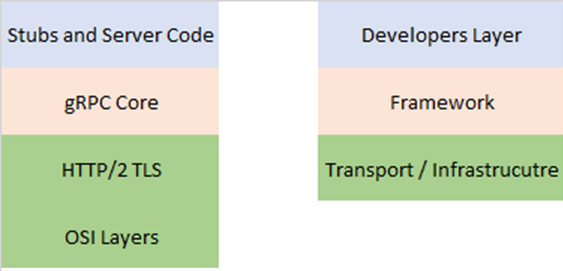 Stubs and Server Code
Developers Layer
gRPC Core
Framework
HTTP/2 TLS
Transport / Infrastrucutre
OSI Layers